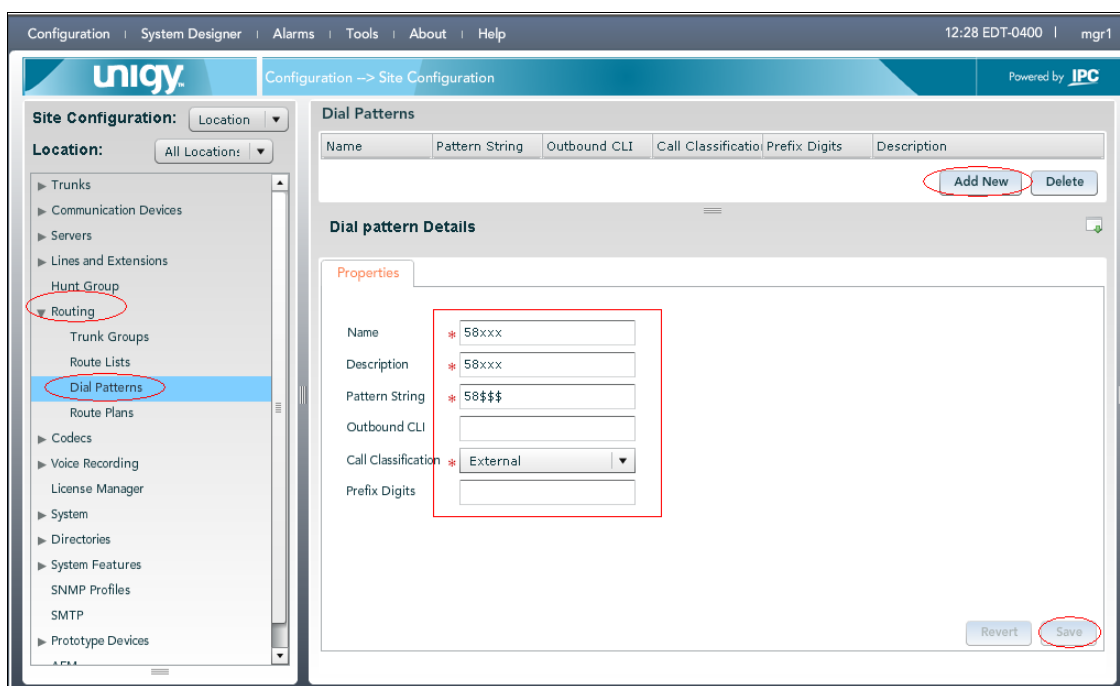 Configuration | System Designer | Alarms | Tools | About | Help 12:28 EDT-0400 | mgr1
unigy Configuration --> Site Configuration Powered by IPC
Site Configuration: Location
Location: All Location:
Trunks
Communication Devices
Servers
Lines and Extensions
Hunt Group
Routing
Trunk Groups
Route Lists
Dial Patterns
Route Plans
Codecs
Voice Recording
License Manager
System
Directories
System Features
SNMP Profiles
SMTP
Prototype Devices
Dial Patterns
Name Pattern String Outbound CLI Call Classificatio Prefix Digits Description
Add New Delete
Dial pattern Details
Properties
Name * 58xxx
Description * 58xxx
Pattern String * 58$$$
Outbound CLI
Call Classification * External
Prefix Digits
Revert Save